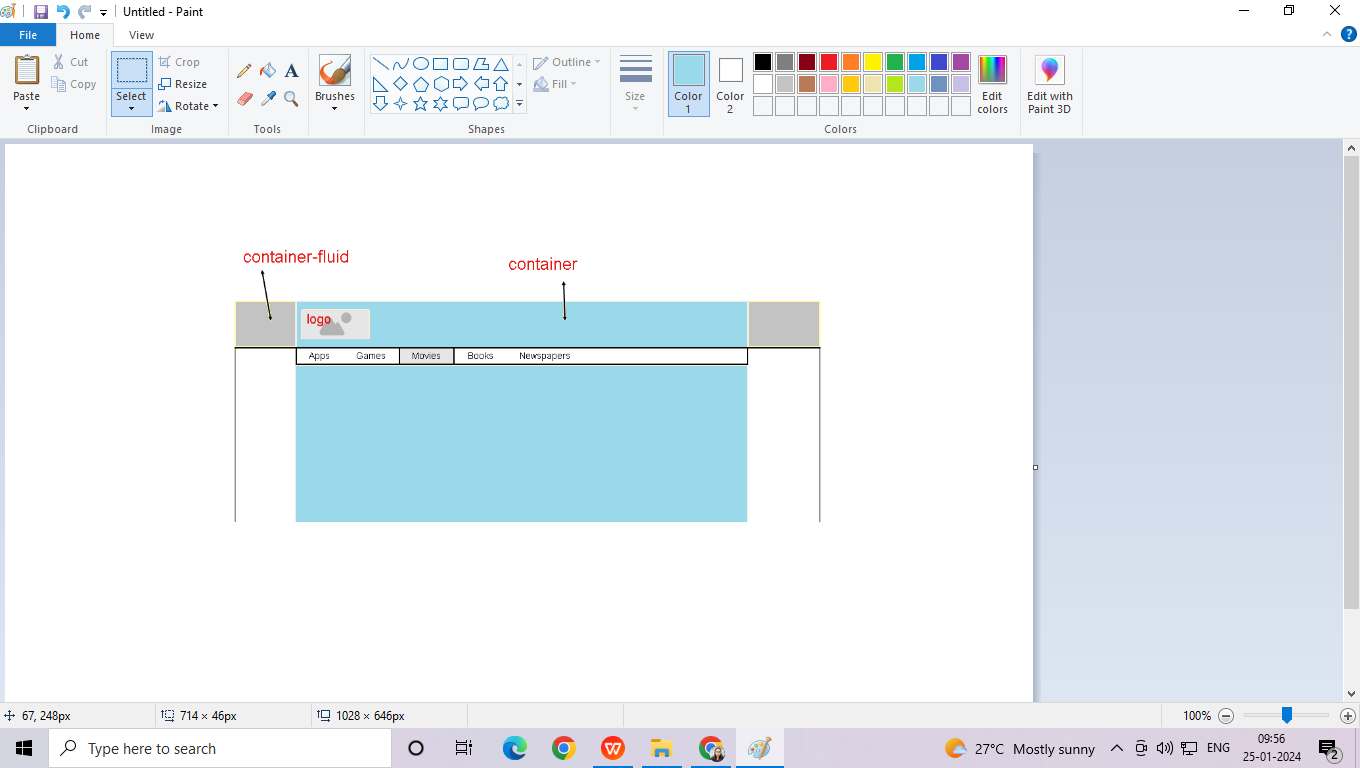 Untitled - Paint
File Home View
Paste
Cut
Copy
Clipboard
Select
Crop
Resize
Rotate
Image
A
Tools
Brushes
Shapes
Outline
Fill
Size
Color 1
Color 2
Colors
Edit colors
Edit with Paint 3D
?
container-fluid
container
logo
Apps Games Movies Books Newspapers
67, 248px 714 × 46px 1028 × 646px 100%
Type here to search
W
27°C Mostly sunny
ENG
09:56
25-01-2024
2